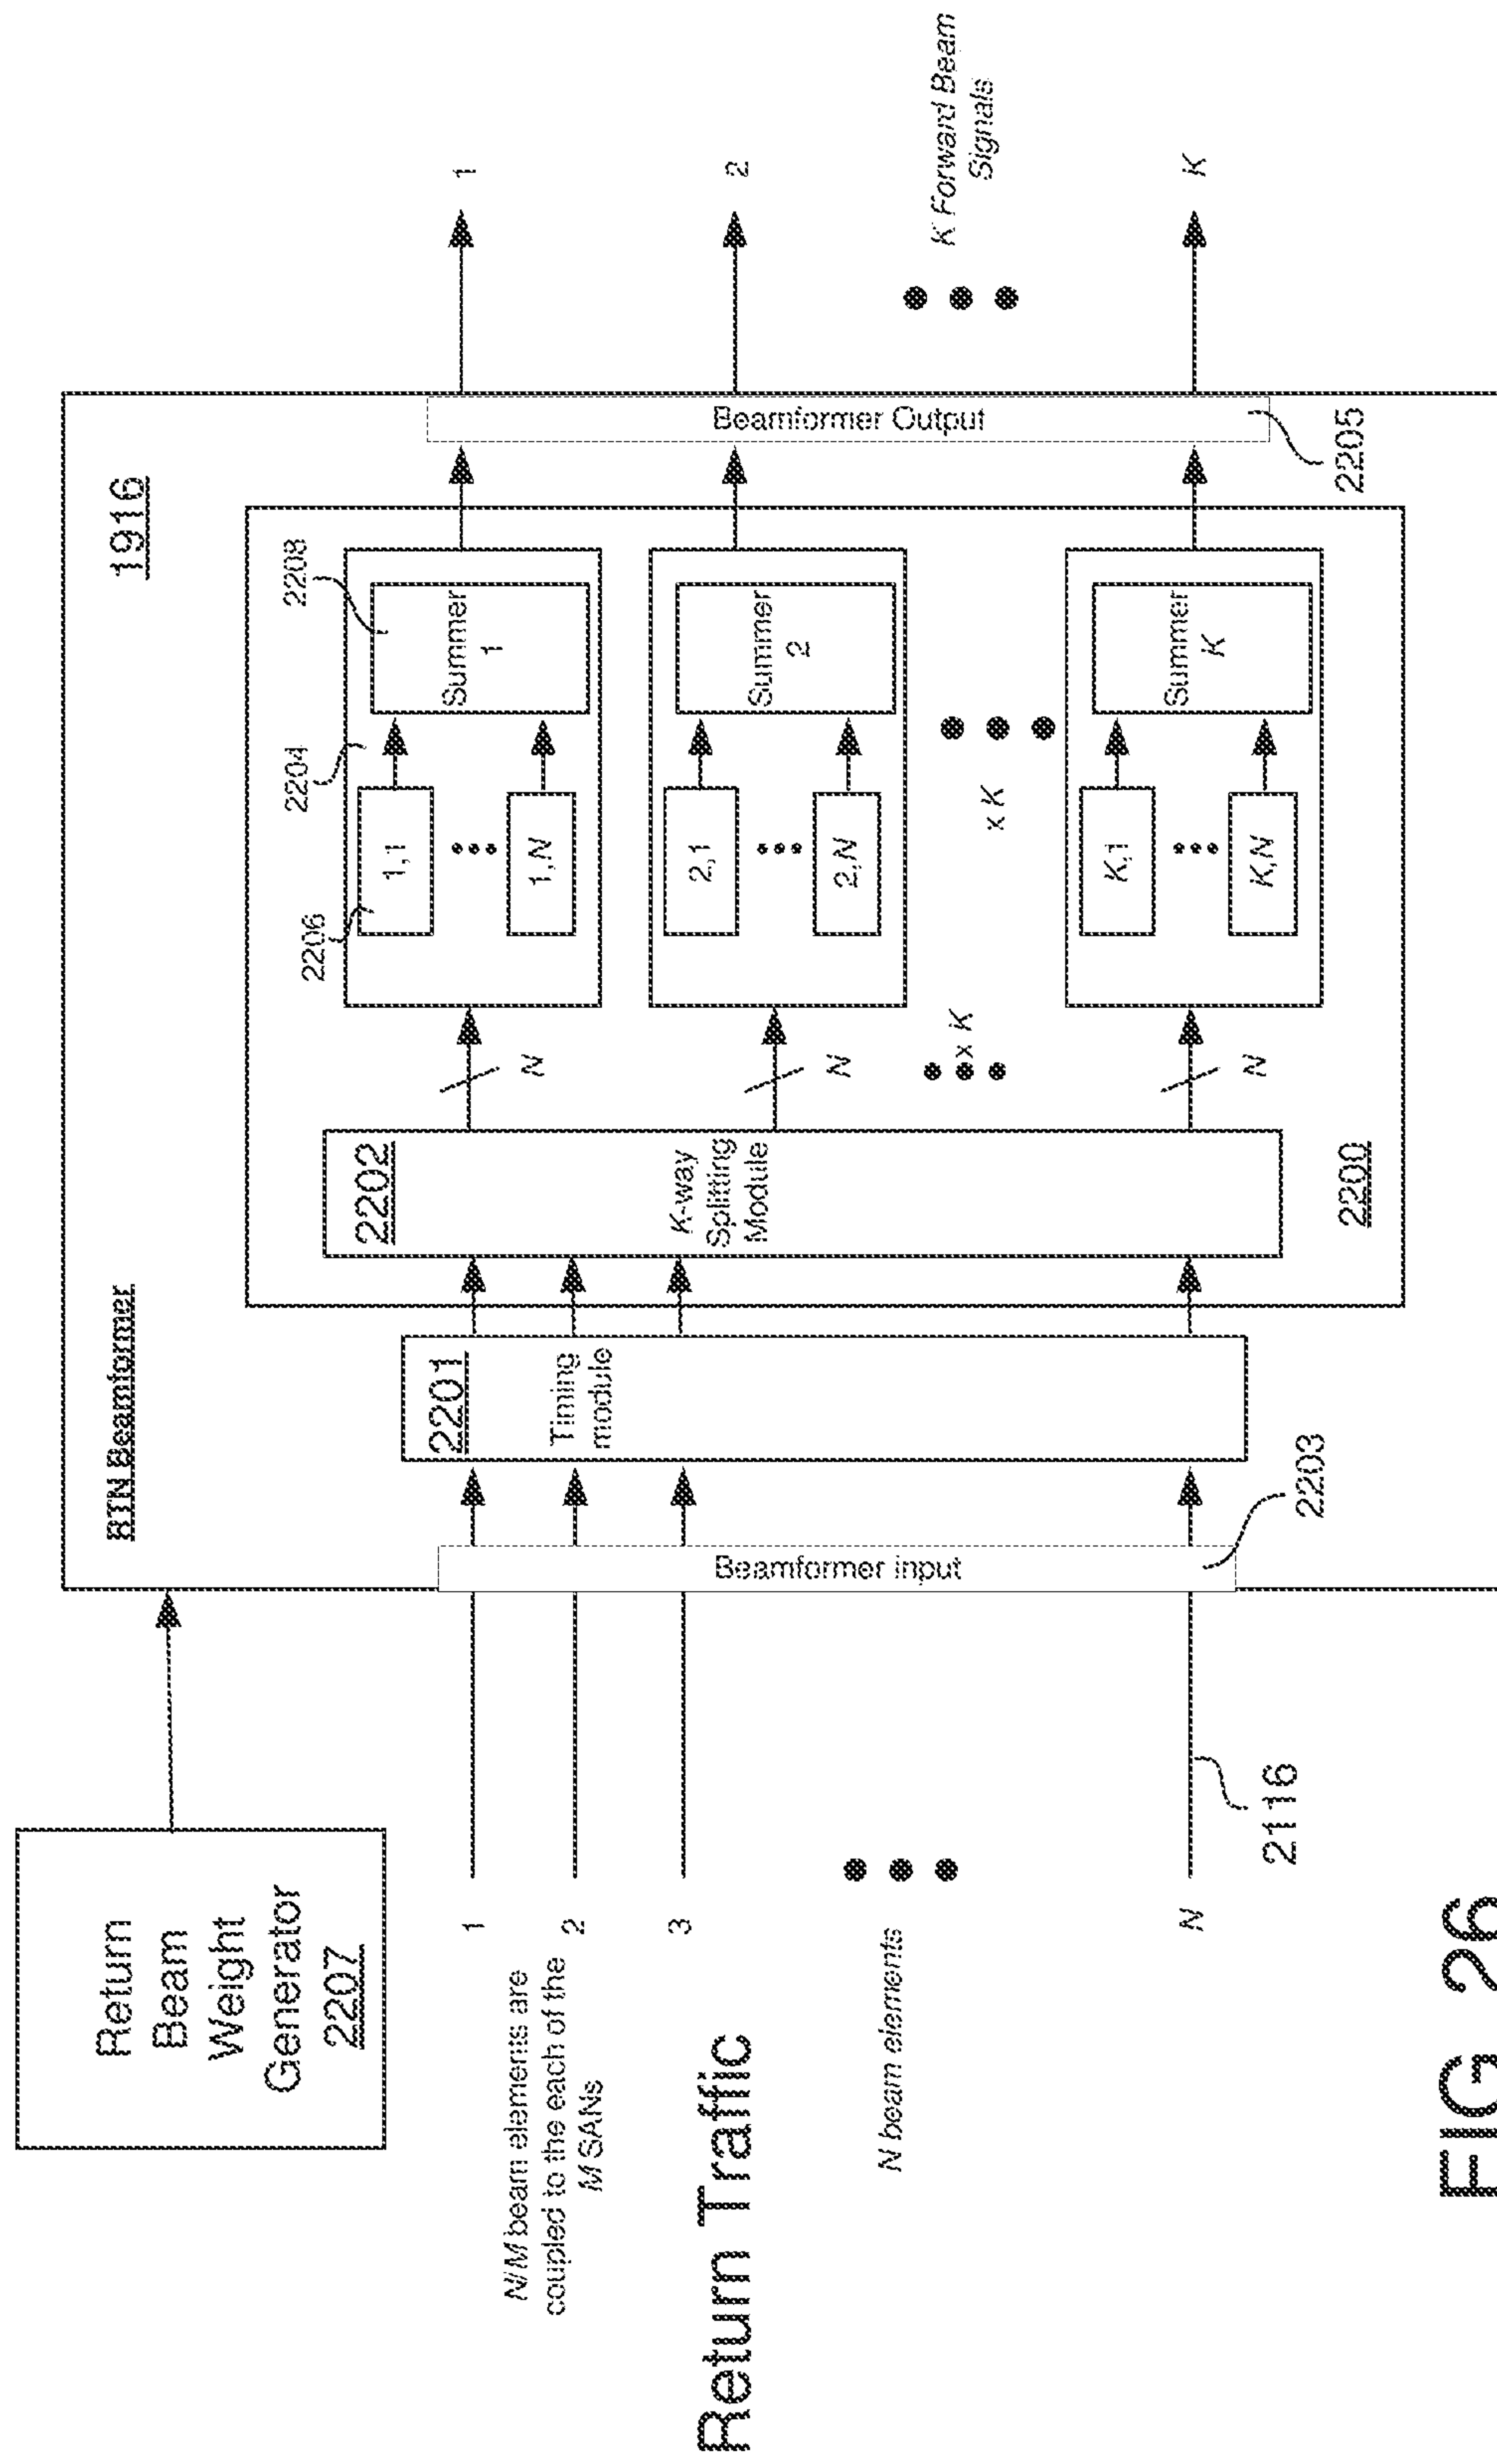 Return
Beam
Weight
Generator
2207
RTN Beamformer
1916
N/M beam elements are
coupled to the each of the
M SANs
1
2
3
N
Return Traffic
N beam elements
2116
Beamformer input
2203
2201
Timing
module
2202
K-way
Splitting
Module
2200
N
N
x K
N
2206
2204
2208
1,1
1,N
Summer
1
2,1
2,N
Summer
2
x K
K,1
K,N
Summer
K
Beamformer Output
2205
1
2
K Forward Beam
Signals
K
FIG 26